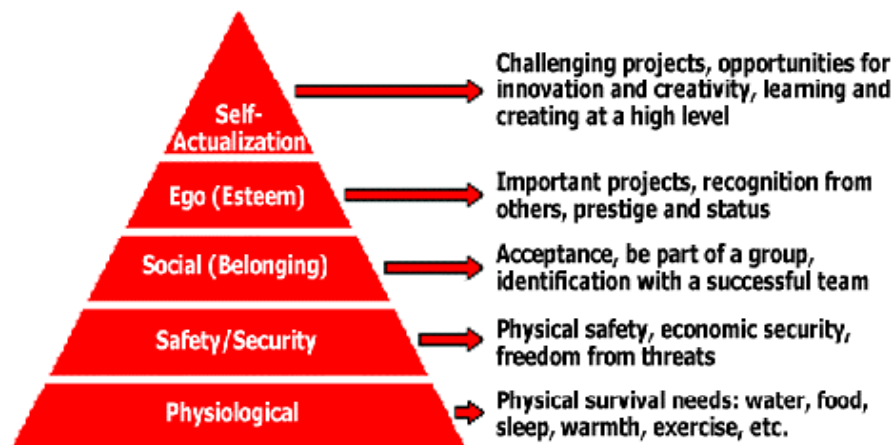 Challenging projects, opportunities for
innovation and creativity, learning and
creating at a high level
Self-
Actualization
Important projects, recognition from
others, prestige and status
Ego (Esteem)
Acceptance, be part of a group,
identification with a successful team
Social (Belonging)
Physical safety, economic security,
freedom from threats
Safety/Security
Physical survival needs: water, food,
sleep, warmth, exercise, etc.
Physiological